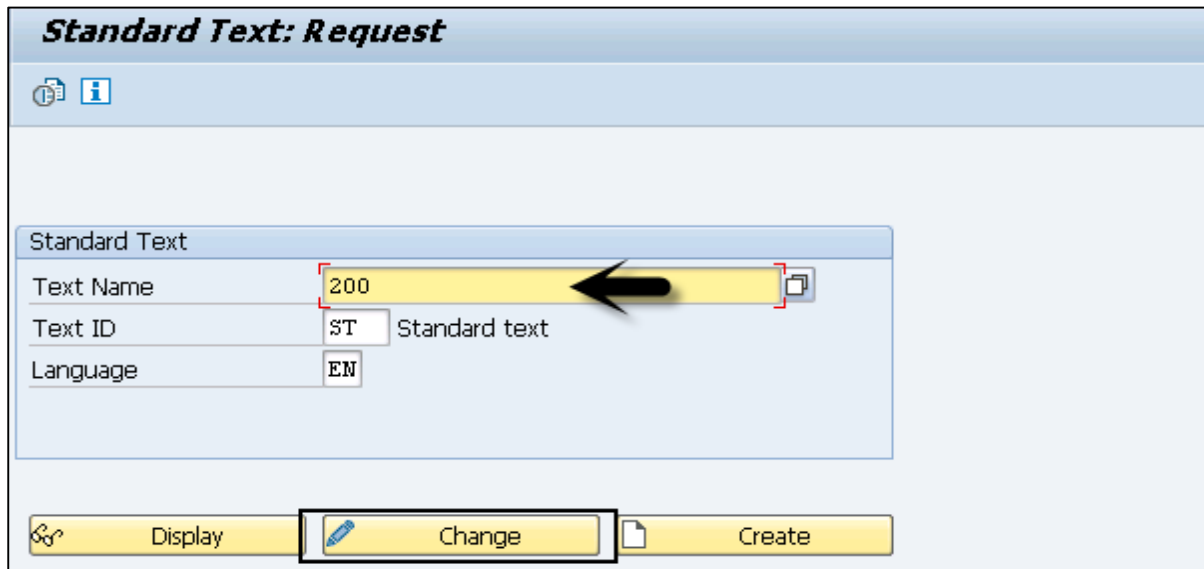 Standard Text: Request
Standard Text
Text Name 200
Text ID ST Standard text
Language EN
Display Change Create